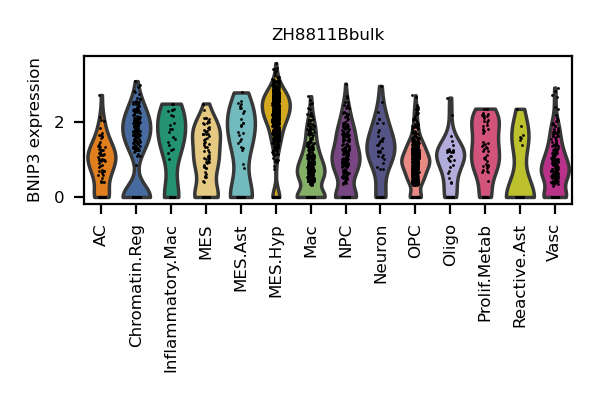 ZH8811Bbulk
BNIP3 expression
2
0
AC
Chromatin.Reg
Inflammatory.Mac
MES
MES.Ast
MES.Hyp
Mac
NPC
Neuron
OPC
Oligo
Prolif.Metab
Reactive.Ast
Vasc